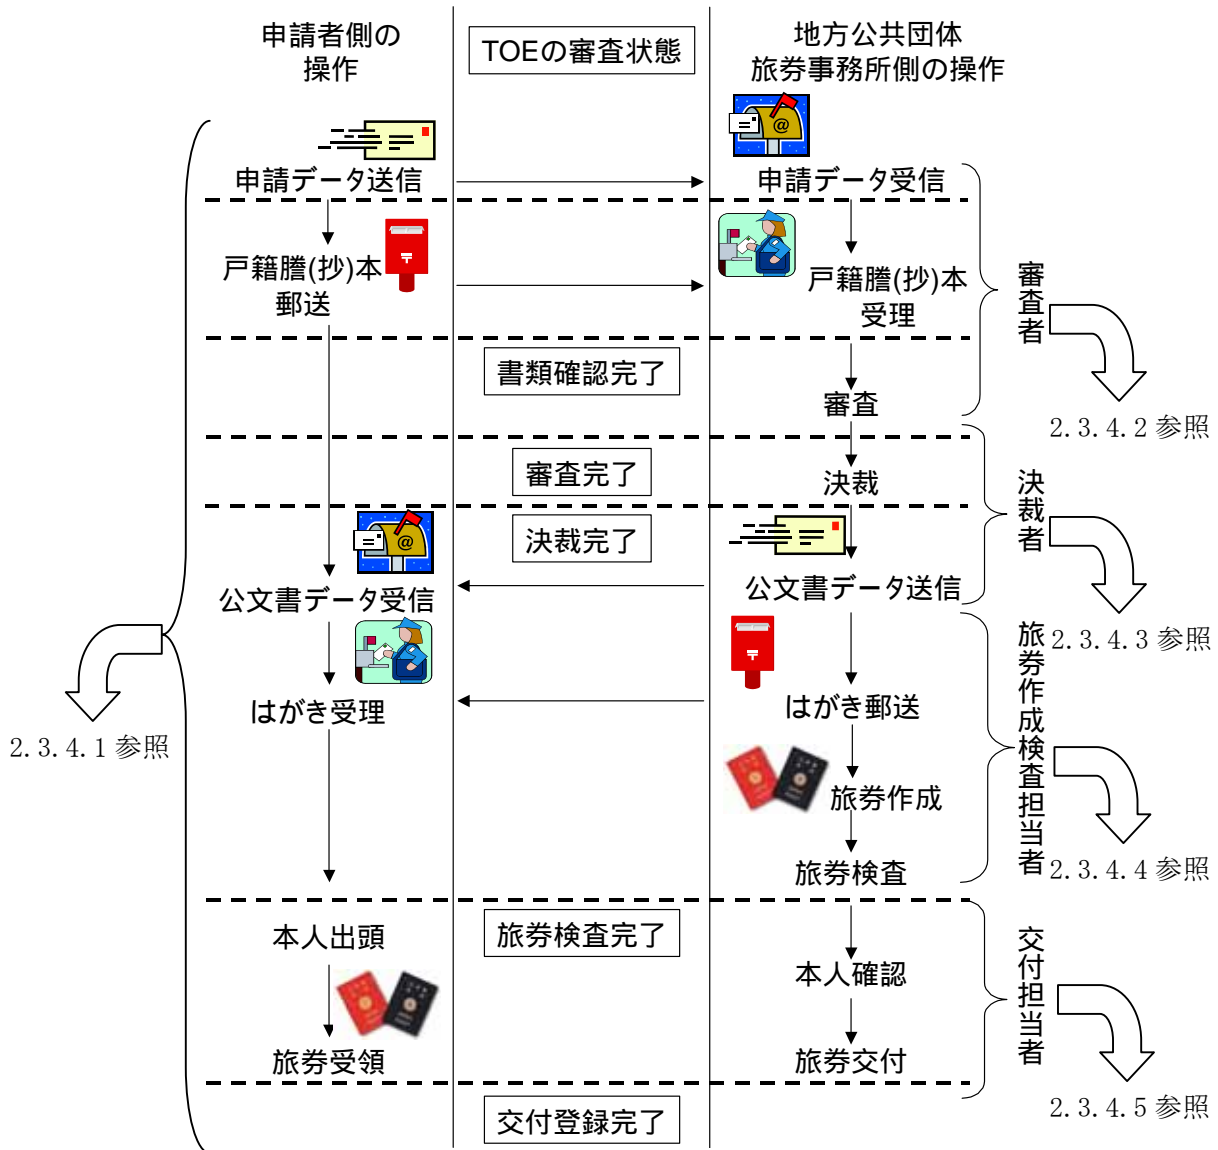 申請者側の
操作
TOEの審査状態
地方公共団体
旅券事務所側の操作
@
申請データ送信
申請データ受信
〒
戸籍謄(抄)本
郵送
戸籍謄(抄)本
受理
審査者
書類確認完了
審査
2.3.4.2 参照
審査完了
決裁
決裁者
決裁完了
@
公文書データ受信
公文書データ送信
2.3.4.3 参照
〒
はがき受理
はがき郵送
2.3.4.1 参照
旅券作成検査担当者
旅券作成
旅券検査
2.3.4.4 参照
本人出頭
旅券検査完了
本人確認
交付担当者
旅券受領
旅券交付
2.3.4.5 参照
交付登録完了